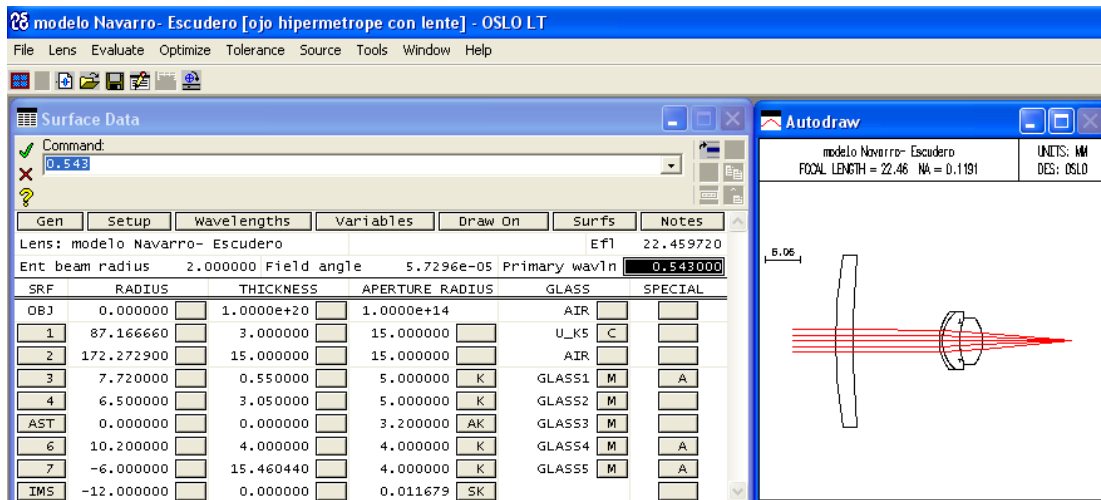 modelo Navarro- Escudero [ojo hipermetrope con lente] - OSLO LT
File Lens Evaluate Optimize Tolerance Source Tools Window Help
Surface Data
Command:
0.543
Gen Setup Wavelengths Variables Draw On Surfs Notes
Lens: modelo Navarro- Escudero Efl 22.459720
Ent beam radius 2.000000 Field angle 5.7296e-05 Primary wavln 0.543000
SRF RADIUS THICKNESS APERTURE RADIUS GLASS SPECIAL
OBJ 0.000000 1.0000e+20 1.0000e+14 AIR
1 87.166660 3.000000 15.000000 U_K5 C
2 172.272900 15.000000 15.000000 AIR
3 7.720000 0.550000 5.000000 K GLASS1 M A
4 6.500000 3.050000 5.000000 K GLASS2 M
AST 0.000000 0.000000 3.200000 AK GLASS3 M
6 10.200000 4.000000 4.000000 K GLASS4 M A
7 -6.000000 15.460440 4.000000 K GLASS5 M A
IMS -12.000000 0.000000 0.011679 SK
Autodraw
modelo Navarro- Escudero
FOCAL LENGTH = 22.46 NA = 0.1191
UNITS: MM
DES: OSLO
5.05